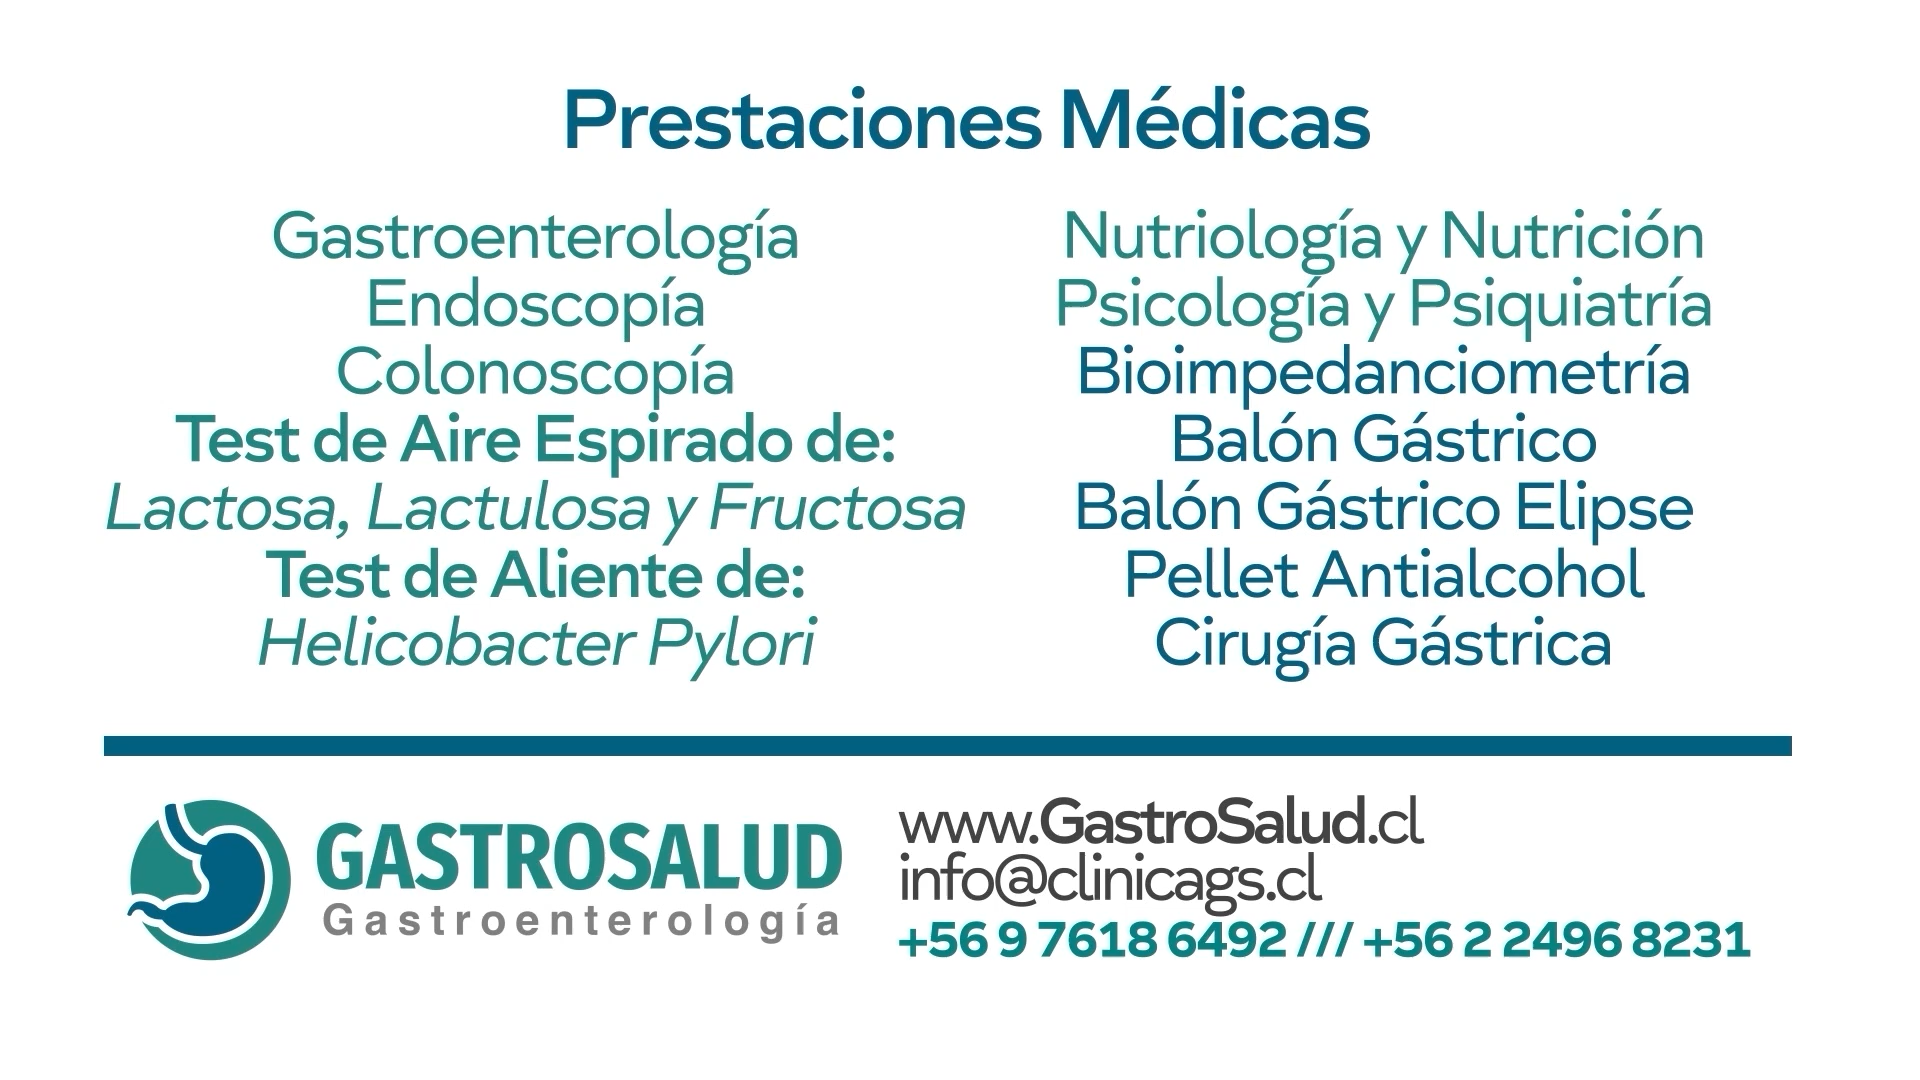 Prestaciones Médicas
Gastroenterología
Endoscopía
Colonoscopía
Test de Aire Espirado de:
Lactosa, Lactulosa y Fructosa
Test de Aliente de:
Helicobacter Pylori
Nutriología y Nutrición
Psicología y Psiquiatría
Bioimpedanciometría
Balón Gástrico
Balón Gástrico Elipse
Pellet Antialcohol
Cirugía Gástrica
GASTROSALUD
Gastroenterología
www.GastroSalud.cl
info@clinicags.cl
+56 9 7618 6492 /// +56 2 2496 8231